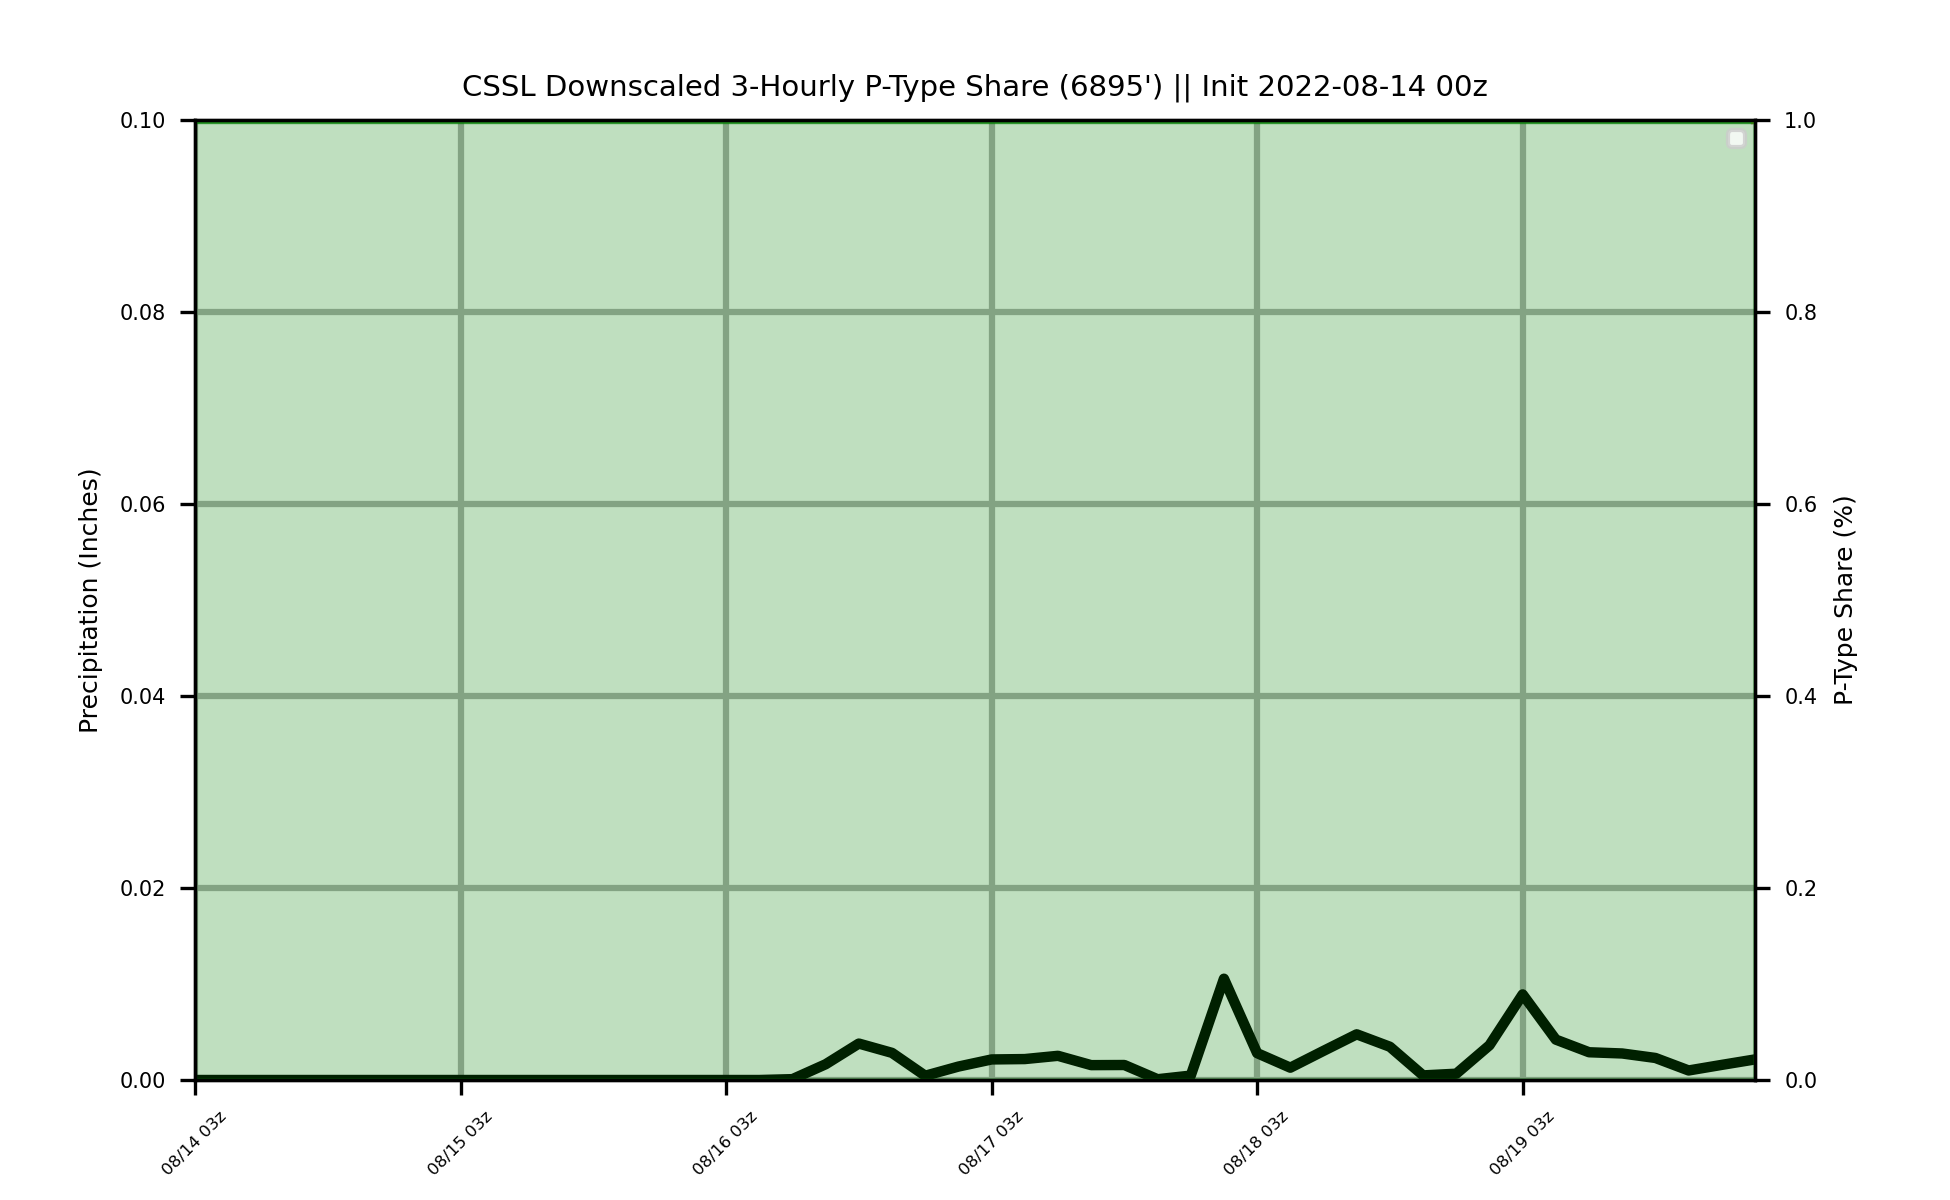 CSSL Downscaled 3-Hourly P-Type Share (6895') || Init 2022-08-14 00z
Precipitation (Inches)
0.10
0.08
0.06
0.04
0.02
0.00
1.0
0.8
0.6
0.4
0.2
0.0
P-Type Share (%)
08/14 03z
08/15 03z
08/16 03z
08/17 03z
08/18 03z
08/19 03z